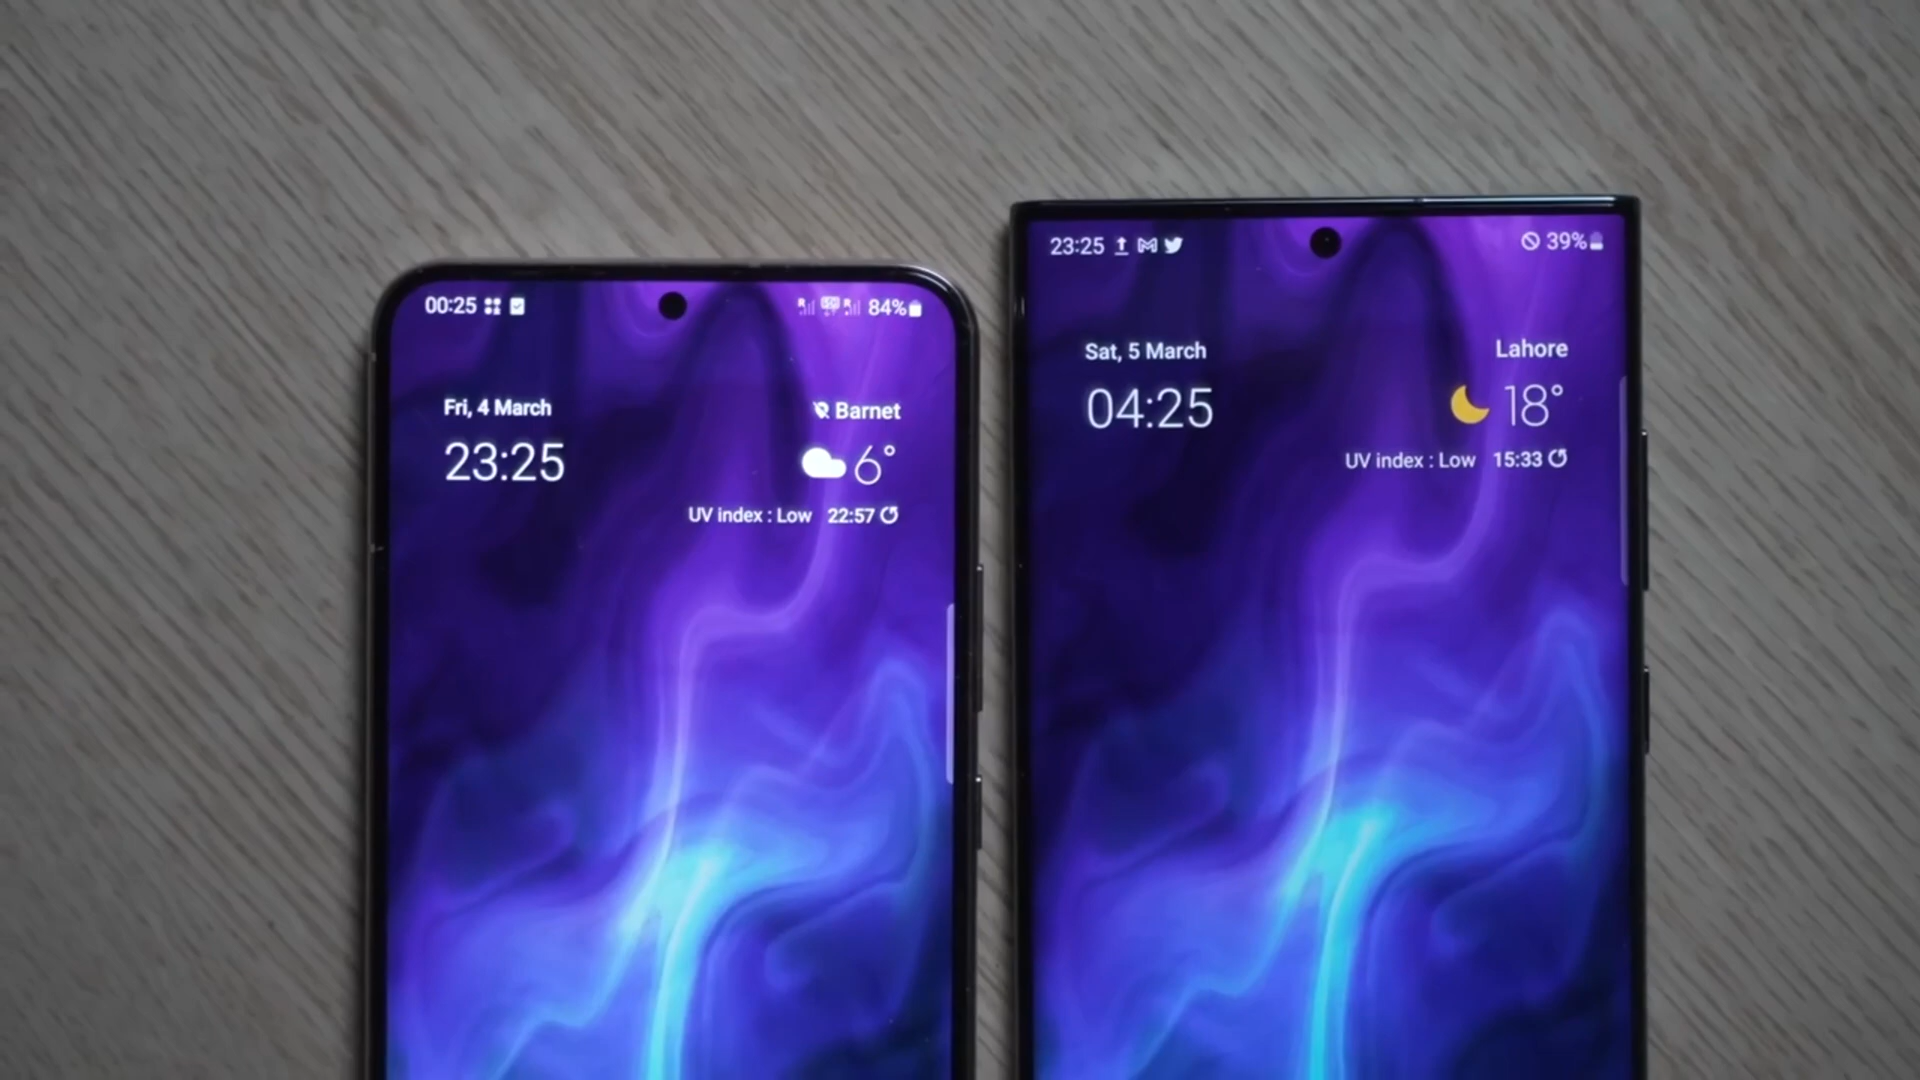 00:25
84%
Fri, 4 March
Barnet
23:25
6°
UV index : Low 22:57
23:25
39%
Sat, 5 March
Lahore
04:25
18°
UV index : Low 15:33